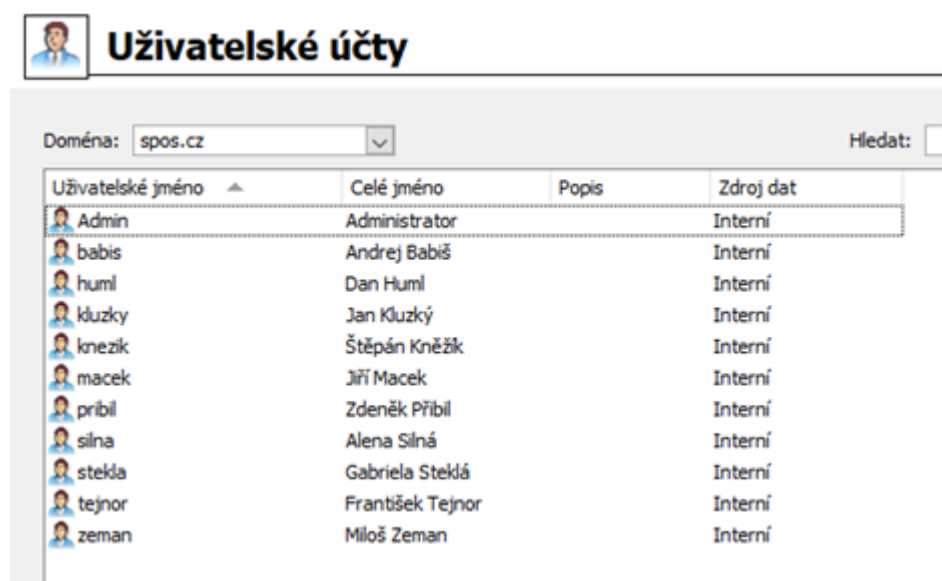 Uživatelské účty
Doména: spos.cz Hledat:
Uživatelské jméno Celé jméno Popis Zdroj dat
Admin Administrator Interní
babis Andrej Babiš Interní
huml Dan Huml Interní
kluzky Jan Kluzký Interní
knezik Štěpán Kněžík Interní
macek Jiří Macek Interní
pribil Zdeněk Přibil Interní
silna Alena Silná Interní
stekla Gabriela Steklá Interní
tejnor František Tejnor Interní
zeman Miloš Zeman Interní